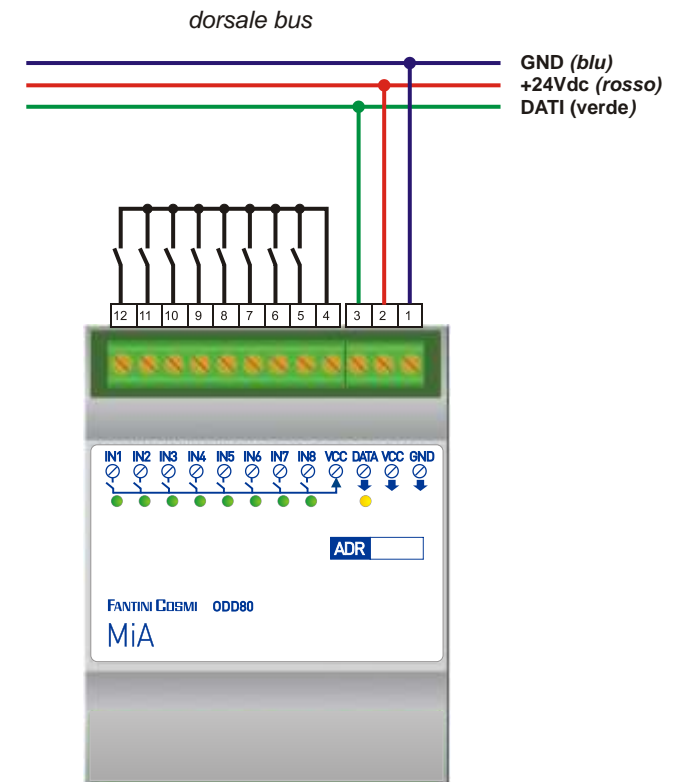 dorsale bus
GND (blu)
+24Vdc (rosso)
DATI (verde)
12 11 10 9 8 7 6 5 4 3 2 1
IN1 IN2 IN3 IN4 IN5 IN6 IN7 IN8 VCC DATA VCC GND
ADR
FANTINI COSMI ODD80
MiA